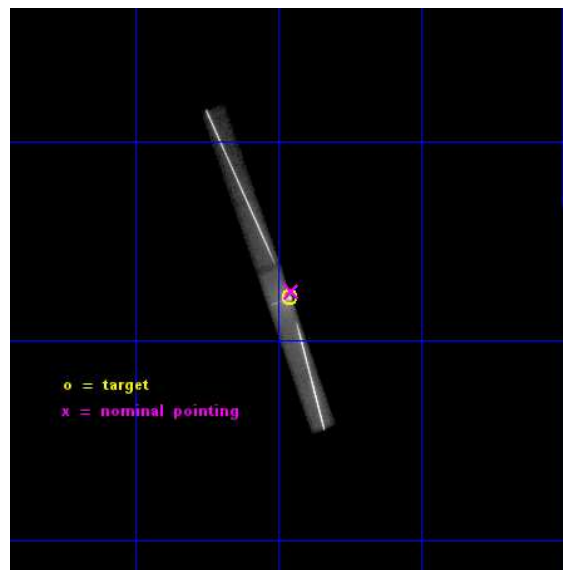 o = target
x = nominal pointing